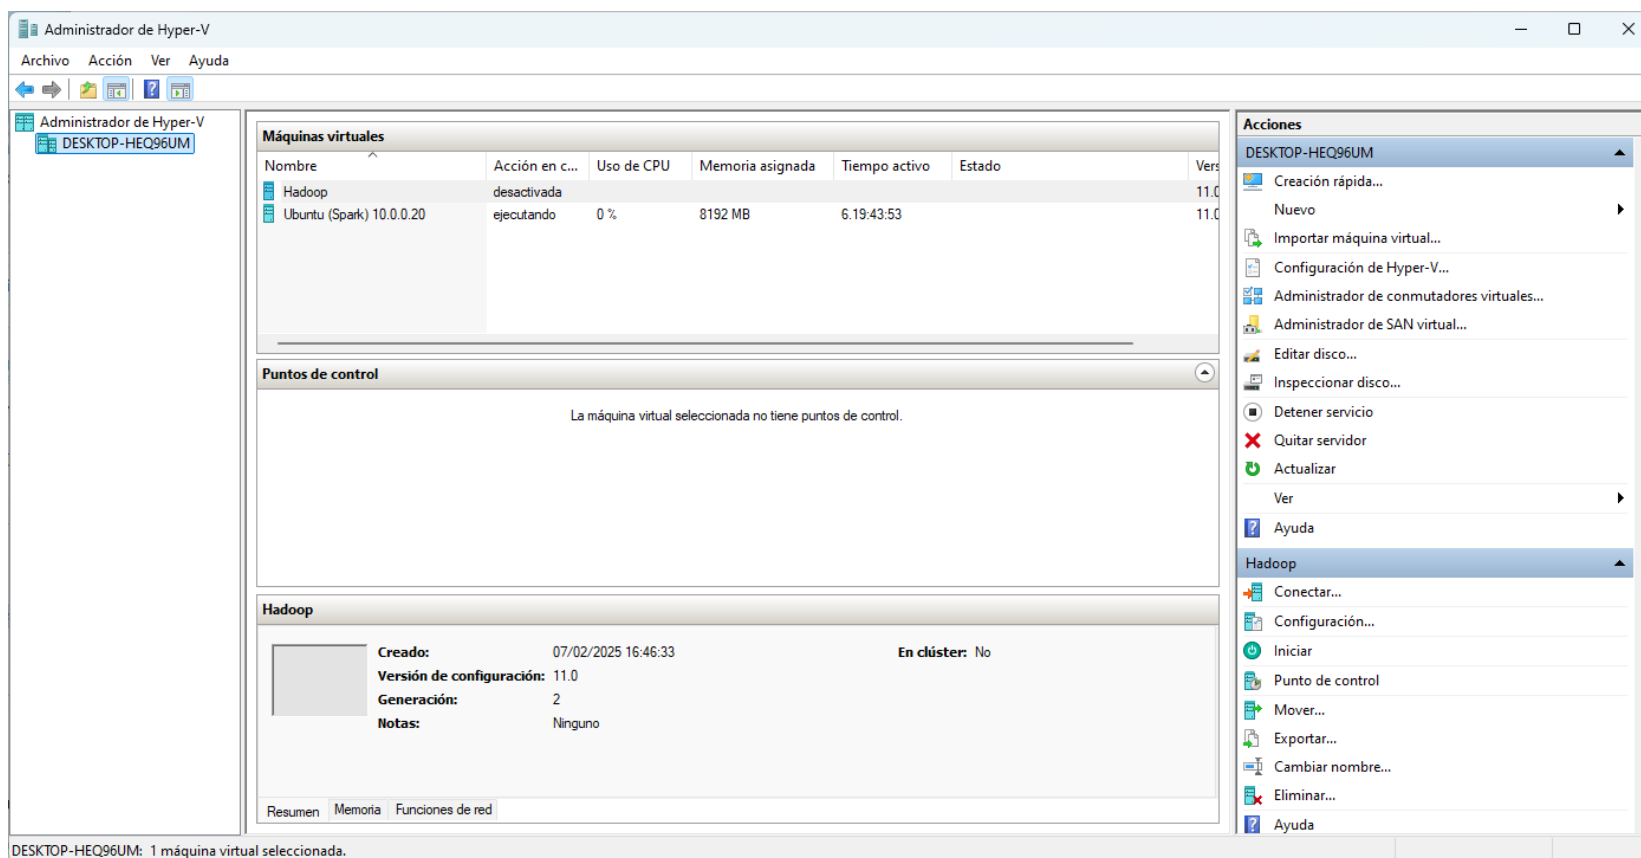 Administrador de Hyper-V
Archivo Acción Ver Ayuda
Administrador de Hyper-V
DESKTOP-HEQ96UM
Máquinas virtuales
Nombre Acción en c... Uso de CPU Memoria asignada Tiempo activo Estado Vers
Hadoop desactivada 11.0
Ubuntu (Spark) 10.0.0.20 ejecutando 0 % 8192 MB 6.19:43:53 11.0
Puntos de control
La máquina virtual seleccionada no tiene puntos de control.
Hadoop
Creado: 07/02/2025 16:46:33 En clúster: No
Versión de configuración: 11.0
Generación: 2
Notas: Ninguno
Resumen Memoria Funciones de red
Acciones
DESKTOP-HEQ96UM
Creación rápida...
Nuevo
Importar máquina virtual...
Configuración de Hyper-V...
Administrador de conmutadores virtuales...
Administrador de SAN virtual...
Editar disco...
Inspeccionar disco...
Detener servicio
Quitar servidor
Actualizar
Ver
Ayuda
Hadoop
Conectar...
Configuración...
Iniciar
Punto de control
Mover...
Exportar...
Cambiar nombre...
Eliminar...
Ayuda
DESKTOP-HEQ96UM: 1 máquina virtual seleccionada.